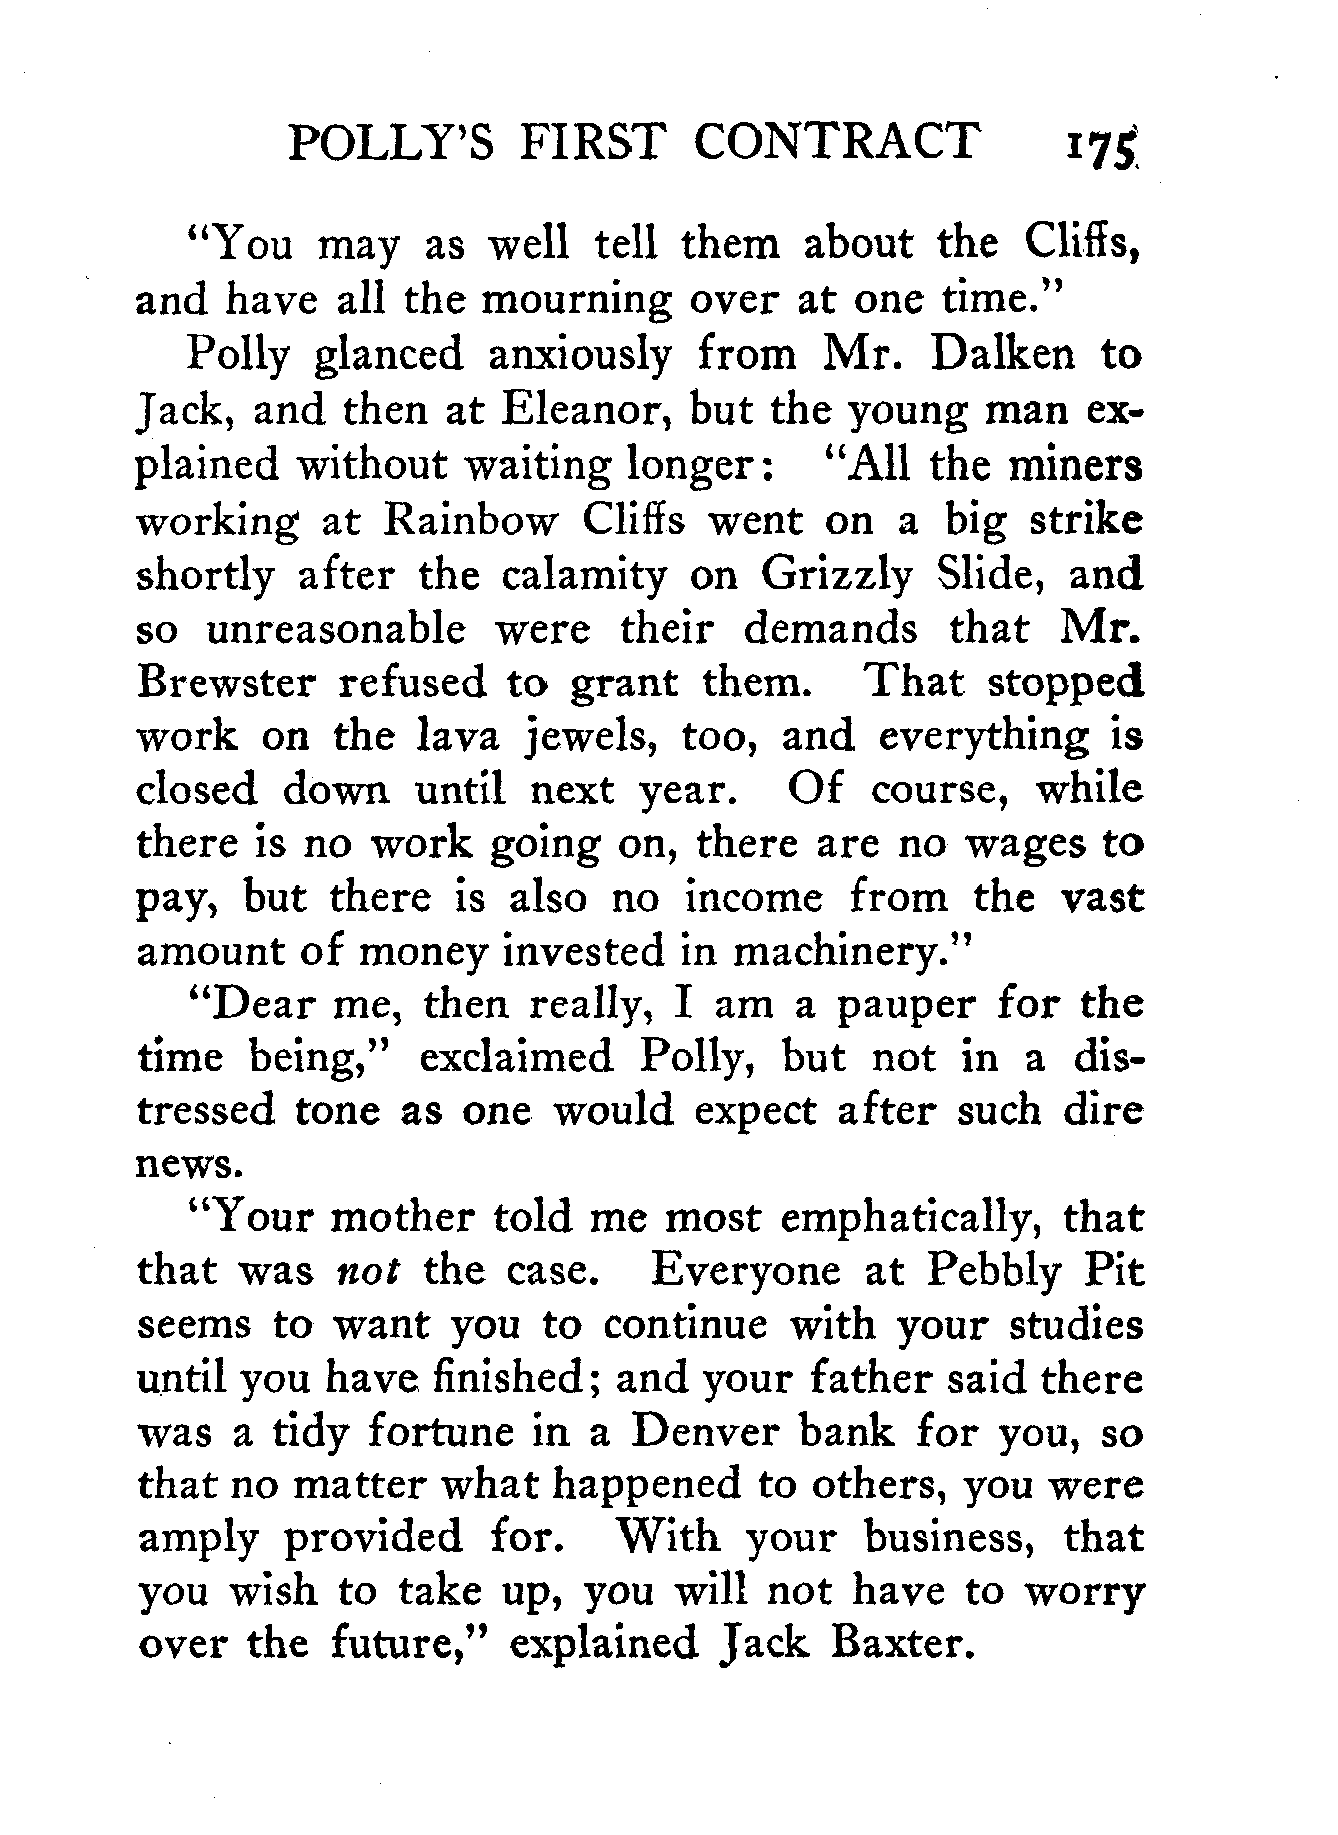 POLLY'S FIRST CONTRACT 175
"You may as well tell them about the Cliffs,
and have all the mourning over at one time."
Polly glanced anxiously from Mr. Dalken to
Jack, and then at Eleanor, but the young man ex-
plained without waiting longer: "All the miners
working at Rainbow Cliffs went on a big strike
shortly after the calamity on Grizzly Slide, and
so unreasonable were their demands that Mr.
Brewster refused to grant them. That stopped
work on the lava jewels, too, and everything is
closed down until next year. Of course, while
there is no work going on, there are no wages to
pay, but there is also no income from the vast
amount of money invested in machinery."
"Dear me, then really, I am a pauper for the
time being," exclaimed Polly, but not in a dis-
tressed tone as one would expect after such dire
news.
"Your mother told me most emphatically, that
that was not the case. Everyone at Pebbly Pit
seems to want you to continue with your studies
until you have finished; and your father said there
was a tidy fortune in a Denver bank for you, so
that no matter what happened to others, you were
amply provided for. With your business, that
you wish to take up, you will not have to worry
over the future," explained Jack Baxter.